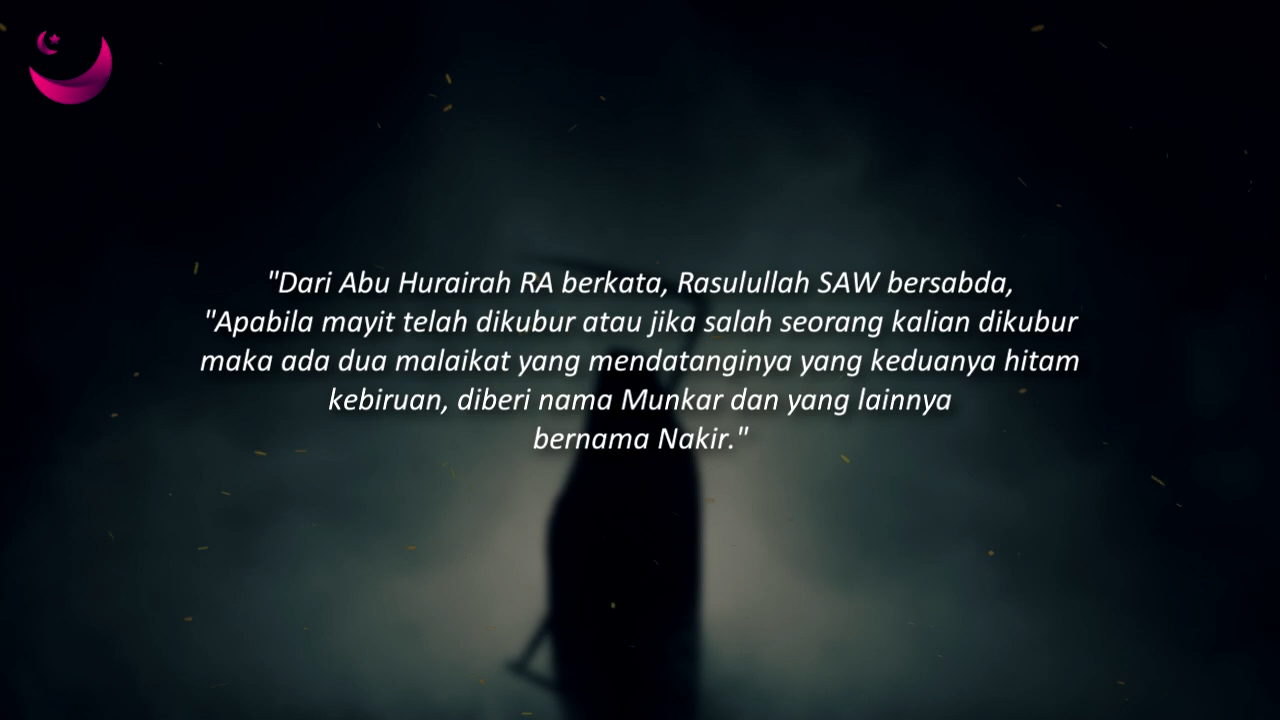 "Dari Abu Hurairah RA berkata, Rasulullah SAW bersabda,
"Apabila mayit telah dikubur atau jika salah seorang kalian dikubur
maka ada dua malaikat yang mendatanginya yang keduanya hitam
kebiruan, diberi nama Munkar dan yang lainnya
bernama Nakir."